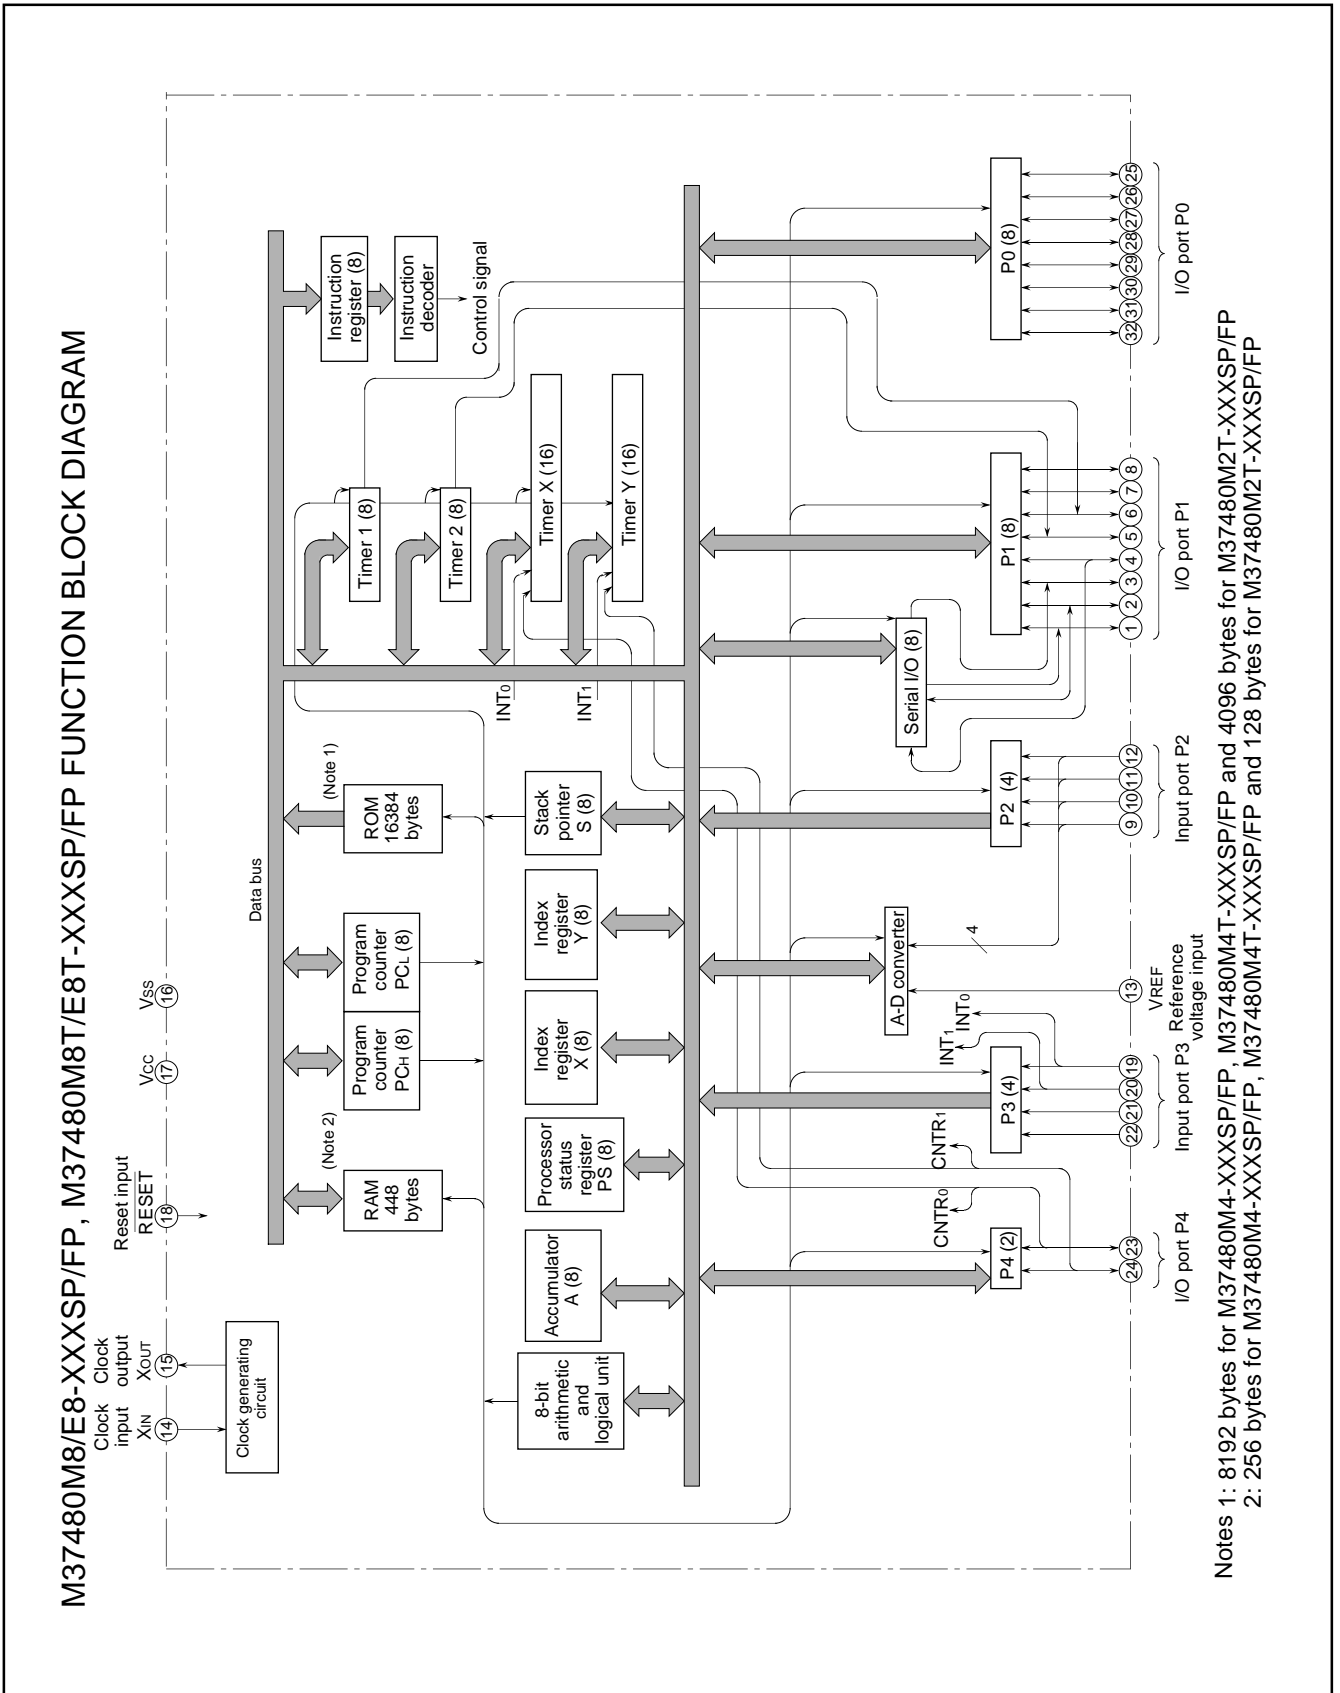 M37480M8/E8-XXXSP/FP, M37480M8T/E8T-XXXSP/FP FUNCTION BLOCK DIAGRAM
Clock
input
XIN
14
Clock
output
XOUT
15
Reset input
RESET
18
VCC
17
VSS
16
Clock generating
circuit
Data bus
RAM
448
bytes
(Note 2)
Program
counter
PCH (8)
Program
counter
PCL (8)
ROM
16384
bytes
(Note 1)
Instruction
register (8)
Instruction
decoder
Control signal
Timer 1 (8)
Timer 2 (8)
Timer X (16)
Timer Y (16)
INT0
INT1
8-bit
arithmetic
and
logical unit
Accumulator
A (8)
Processor
status
register
PS (8)
Index
register
X (8)
Index
register
Y (8)
Stack
pointer
S (8)
CNTR0
CNTR1
INT1
INT0
A-D converter
4
Serial I/O (8)
P4 (2)
P3 (4)
P2 (4)
P1 (8)
P0 (8)
24
23
22
21
20
19
13
9
10
11
12
1
2
3
4
5
6
7
8
32
31
30
29
28
27
26
25
I/O port P4
Input port P3
VREF
Reference
voltage input
Input port P2
I/O port P1
I/O port P0
Notes 1: 8192 bytes for M37480M4-XXXSP/FP, M37480M4T-XXXSP/FP and 4096 bytes for M37480M2T-XXXSP/FP
2: 256 bytes for M37480M4-XXXSP/FP, M37480M4T-XXXSP/FP and 128 bytes for M37480M2T-XXXSP/FP